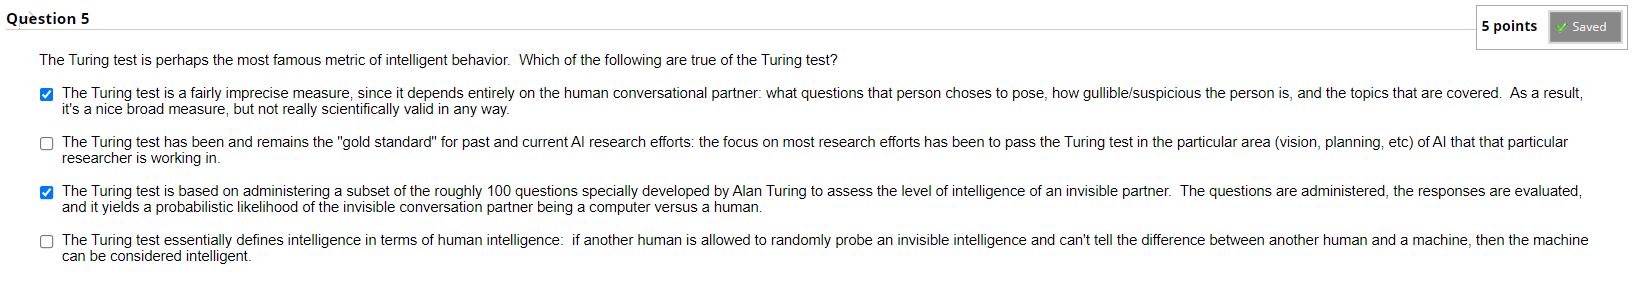 Question 5
5 points
Saved
The Turing test is perhaps the most famous metric of intelligent behavior. Which of the following are true of the Turing test?
The Turing test is a fairly imprecise measure, since it depends entirely on the human conversational partner: what questions that person choses to pose, how gullible/suspicious the person is, and the topics that are covered. As a result,
it's a nice broad measure, but not really scientifically valid in any way.
The Turing test has been and remains the "gold standard" for past and current AI research efforts: the focus on most research efforts has been to pass the Turing test in the particular area (vision, planning, etc) of AI that that particular
researcher is working in.
The Turing test is based on administering a subset of the roughly 100 questions specially developed by Alan Turing to assess the level of intelligence of an invisible partner. The questions are administered, the responses are evaluated,
and it yields a probabilistic likelihood of the invisible conversation partner being a computer versus a human.
The Turing test essentially defines intelligence in terms of human intelligence: if another human is allowed to randomly probe an invisible intelligence and can't tell the difference between another human and a machine, then the machine
can be considered intelligent.